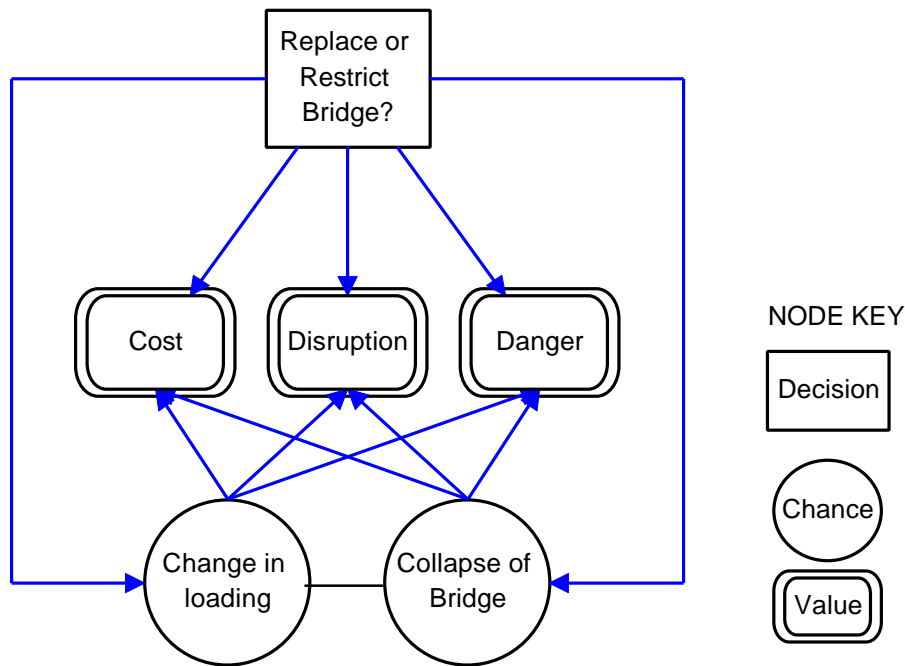 Replace or
Restrict
Bridge?
Cost
Disruption
Danger
Change in
loading
Collapse of
Bridge
NODE KEY
Decision
Chance
Value